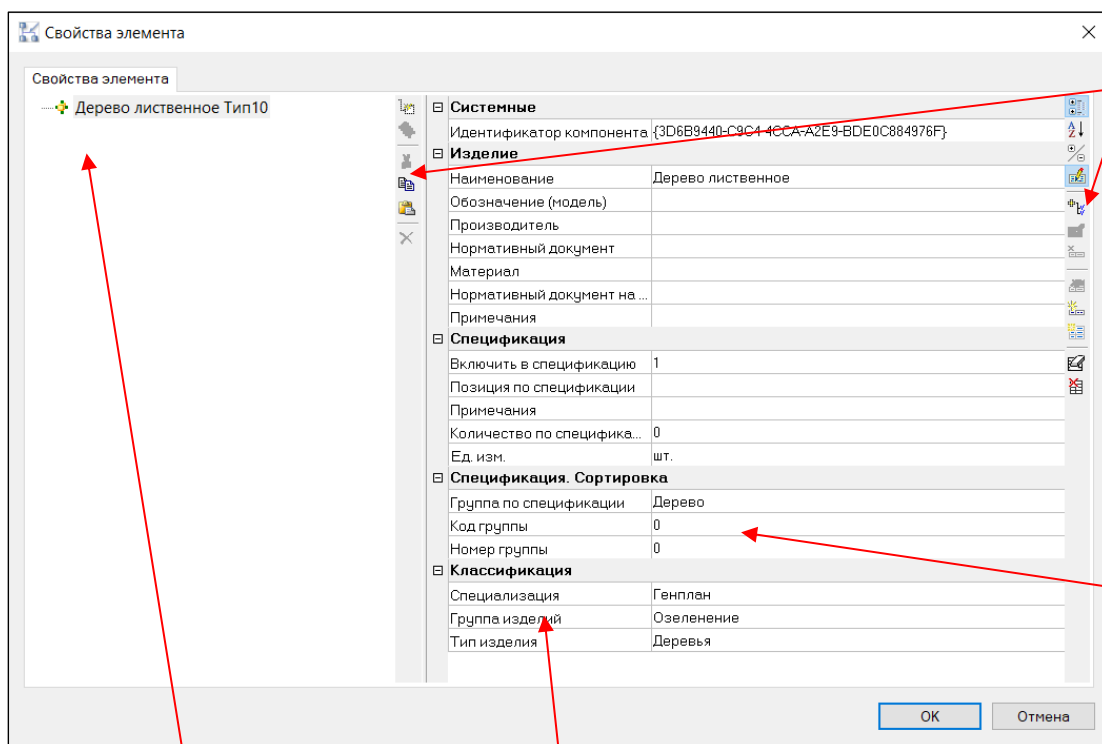 Свойства элемента
Свойства элемента
Дерево лиственное Тип10
Системные
Идентификатор компонента {3D6B9440-C9C4-4CCA-A2E9-BDE0C884976F}
Изделие
Наименование Дерево лиственное
Обозначение (модель)
Производитель
Нормативный документ
Материал
Нормативный документ на ...
Примечания
Спецификация
Включить в спецификацию 1
Позиция по спецификации
Примечания
Количество по специфика... 0
Ед. изм. шт.
Спецификация. Сортировка
Группа по спецификации Дерево
Код группы 0
Номер группы 0
Классификация
Специализация Генплан
Группа изделий Озеленение
Тип изделия Деревья
OK Отмена